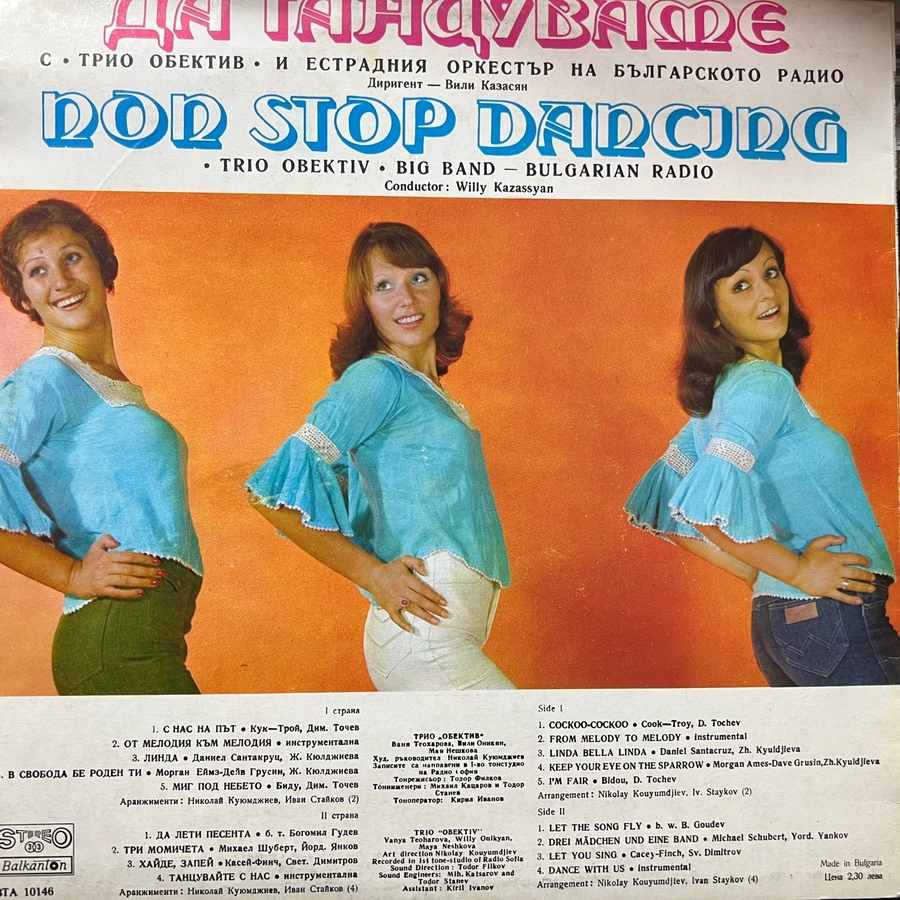 ДА ТАНЦУВАМЕ
С • ТРИО ОБЕКТИВ • И ЕСТРАДНИЯ ОРКЕСТЪР НА БЪЛГАРСКОТО РАДИО
Диригент — Вили Казасян
NON STOP DANCING
• TRIO OBEKTIV • BIG BAND — BULGARIAN RADIO
Conductor: Willy Kazassyan
I страна
1. С НАС НА ПЪТ • Кук—Трой, Дим. Точев
2. ОТ МЕЛОДИЯ КЪМ МЕЛОДИЯ • инструментална
3. ЛИНДА • Даниел Сантакруц, Ж. Кюлджиева
В СВОБОДА БЕ РОДЕН ТИ • Морган Еймз-Дейв Грусин, Ж. Кюлджиева
5. МИГ ПОД НЕБЕТО • Биду, Дим. Точев
Аранжименти: Николай Куюмджиев, Иван Стайков (2)
II страна
1. ДА ЛЕТИ ПЕСЕНТА • б. т. Богомил Гудев
2. ТРИ МОМИЧЕТА • Михаел Шуберт, Йорд. Янков
3. ХАЙДЕ, ЗАПЕЙ • Касей-Финч, Свет. Димитров
4. ТАНЦУВАЙТЕ С НАС • инструментална
Аранжименти: Николай Куюмджиев, Иван Стайков (4)
STEREO
33
Balkanton
ВТА 10146
ТРИО „ОБЕКТИВ"
Ваня Теохарова, Вили Оникян,
Мая Нешкова
Худ. ръководител Николай Куюмджиев
Записите са направени в I-во тонстудио
на Радио София
Тонрежисьор: Тодор Филков
Тонинженери: Михаил Кацаров и Тодор
Станев
Тоноператор: Кирил Иванов
TRIO "OBEKTIV"
Vanya Teoharova, Willy Onikyan,
Maya Neshkova
Art direction Nikolay Kouyumdjiev
Recorded in 1st tone-studio of Radio Sofia
Sound Direction: Todor Filkov
Sound Engineers: Mih. Katsarov and
Todor Stanev
Assistant: Kiril Ivanov
Side I
1. COCKOO-COCKOO • Cook—Troy, D. Tochev
2. FROM MELODY TO MELODY • instrumental
3. LINDA BELLA LINDA • Daniel Santacruz, Zh. Kyuldjieva
4. KEEP YOUR EYE ON THE SPARROW • Morgan Ames-Dave Grusin,Zh.Kyuldjeva
5. I'M FAIR • Bidou, D. Tochev
Arrangement: Nikolay Kouyumdjiev, Iv. Staykov (2)
Side II
1. LET THE SONG FLY • b. w. B. Goudev
2. DREI MÄDCHEN UND EINE BAND • Michael Schubert, Yord. Yankov
3. LET YOU SING • Cacey-Finch, Sv. Dimitrov
4. DANCE WITH US • instrumental
Arrangement: Nikolay Kouyumdjiev, Ivan Staykov (4)
Made in Bulgaria
Цена 2,30 лева